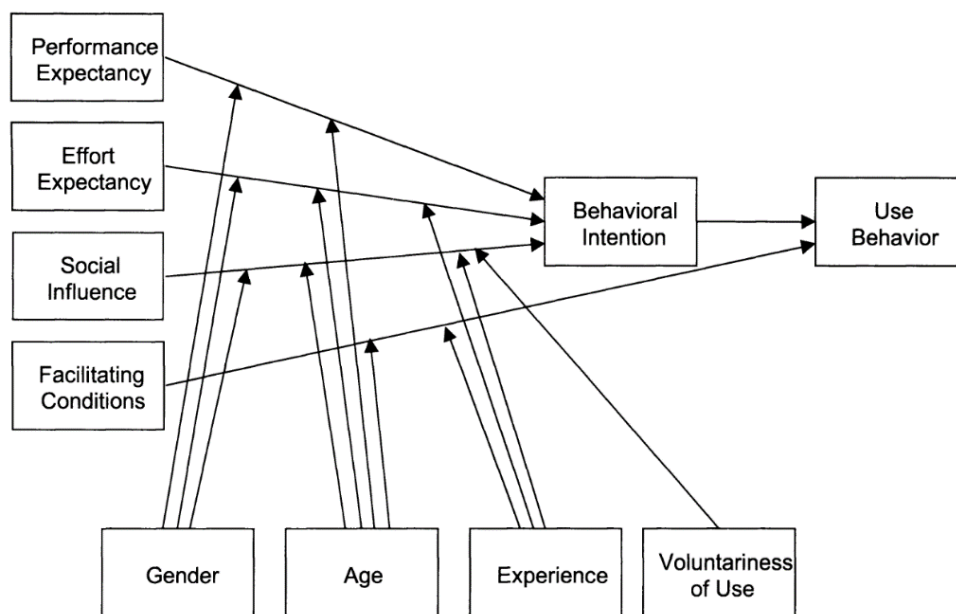 Performance
Expectancy
Effort
Expectancy
Social
Influence
Facilitating
Conditions
Behavioral
Intention
Use
Behavior
Gender
Age
Experience
Voluntariness
of Use